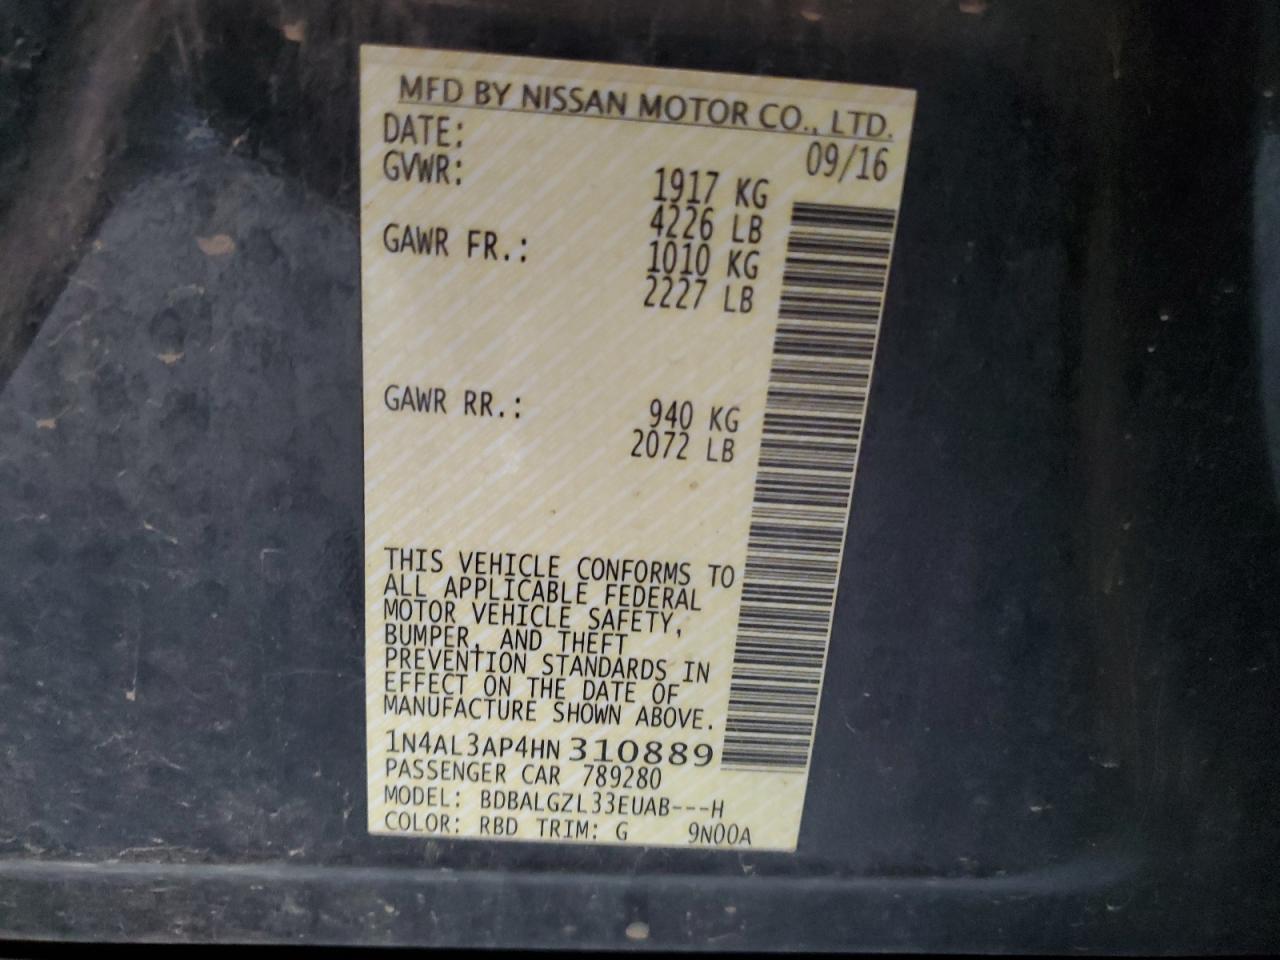 MFD BY NISSAN MOTOR CO., LTD.
DATE: 09/16
GVWR: 1917 KG
4226 LB
GAWR FR.: 1010 KG
2227 LB
GAWR RR.: 940 KG
2072 LB
THIS VEHICLE CONFORMS TO
ALL APPLICABLE FEDERAL
MOTOR VEHICLE SAFETY,
BUMPER, AND THEFT
PREVENTION STANDARDS IN
EFFECT ON THE DATE OF
MANUFACTURE SHOWN ABOVE.
1N4AL3AP4HN 310889
PASSENGER CAR 789280
MODEL: BDBALGZL33EUAB---H
COLOR: RBD TRIM: G 9N00A